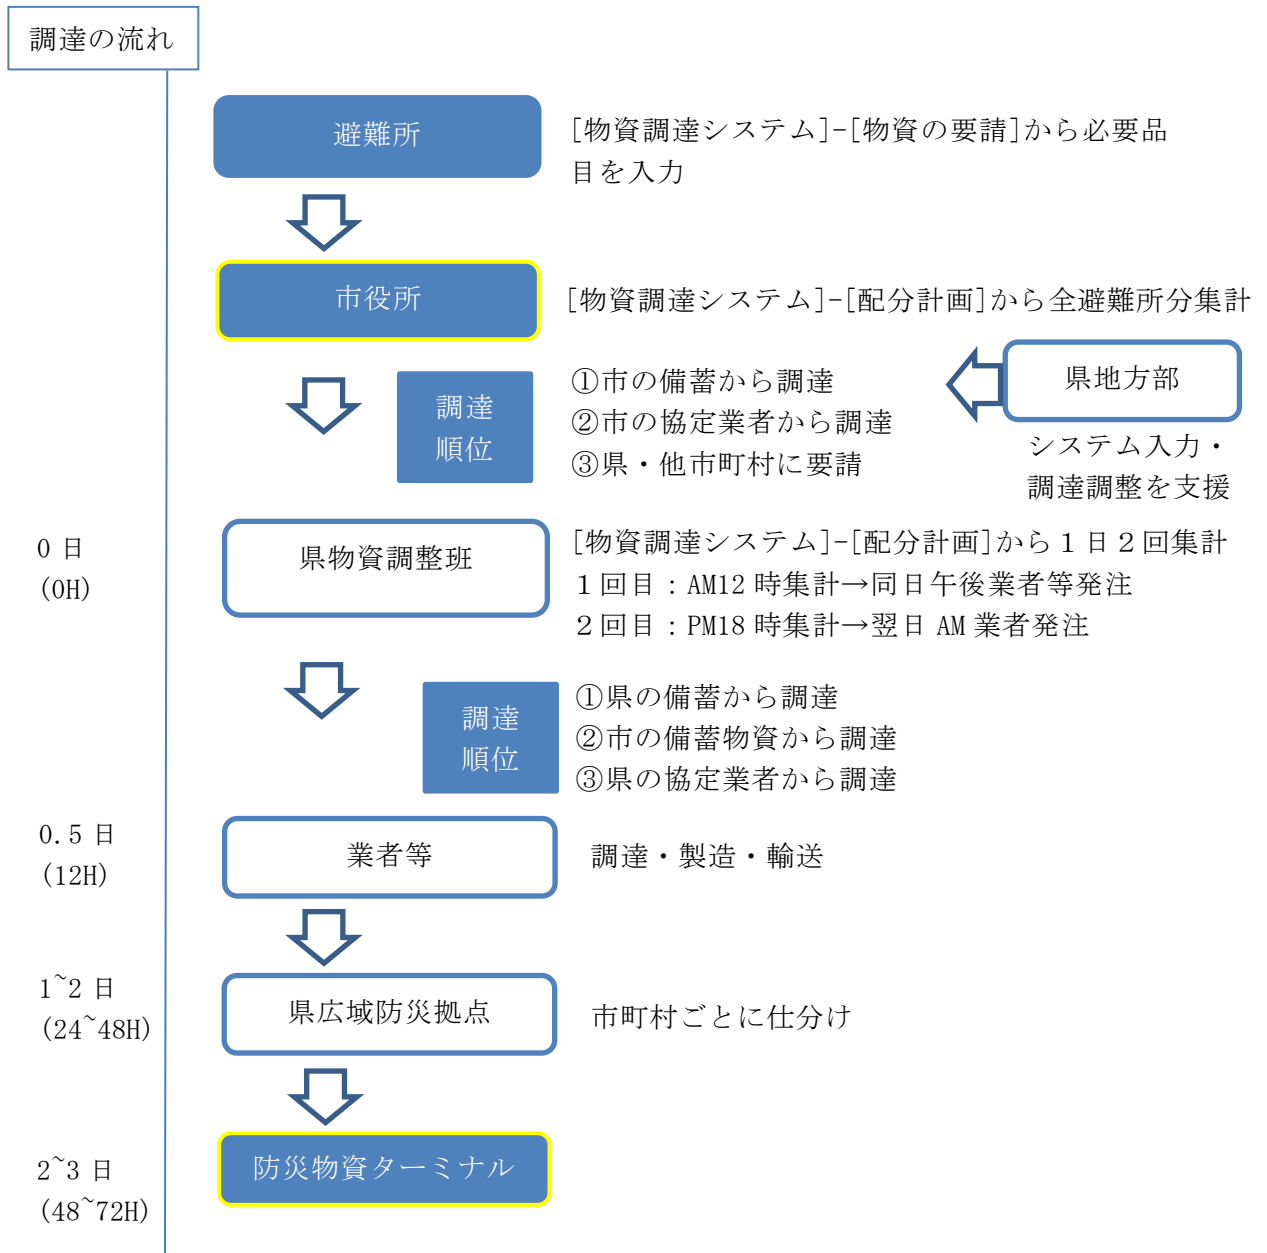 調達の流れ
避難所
[物資調達システム]-[物資の要請]から必要品
目を入力
市役所
[物資調達システム]-[配分計画]から全避難所分集計
調達
順位
①市の備蓄から調達
②市の協定業者から調達
③県・他市町村に要請
県地方部
システム入力・
調達調整を支援
0 日
(0H)
県物資調整班
[物資調達システム]-[配分計画]から１日２回集計
１回目：AM12 時集計→同日午後業者等発注
２回目：PM18 時集計→翌日 AM 業者発注
調達
順位
①県の備蓄から調達
②市の備蓄物資から調達
③県の協定業者から調達
0.5 日
(12H)
業者等
調達・製造・輸送
1~2 日
(24~48H)
県広域防災拠点
市町村ごとに仕分け
2~3 日
(48~72H)
防災物資ターミナル